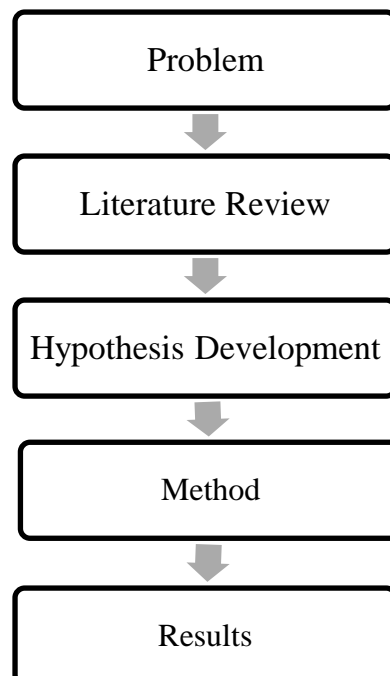 Problem
Literature Review
Hypothesis Development
Method
Results